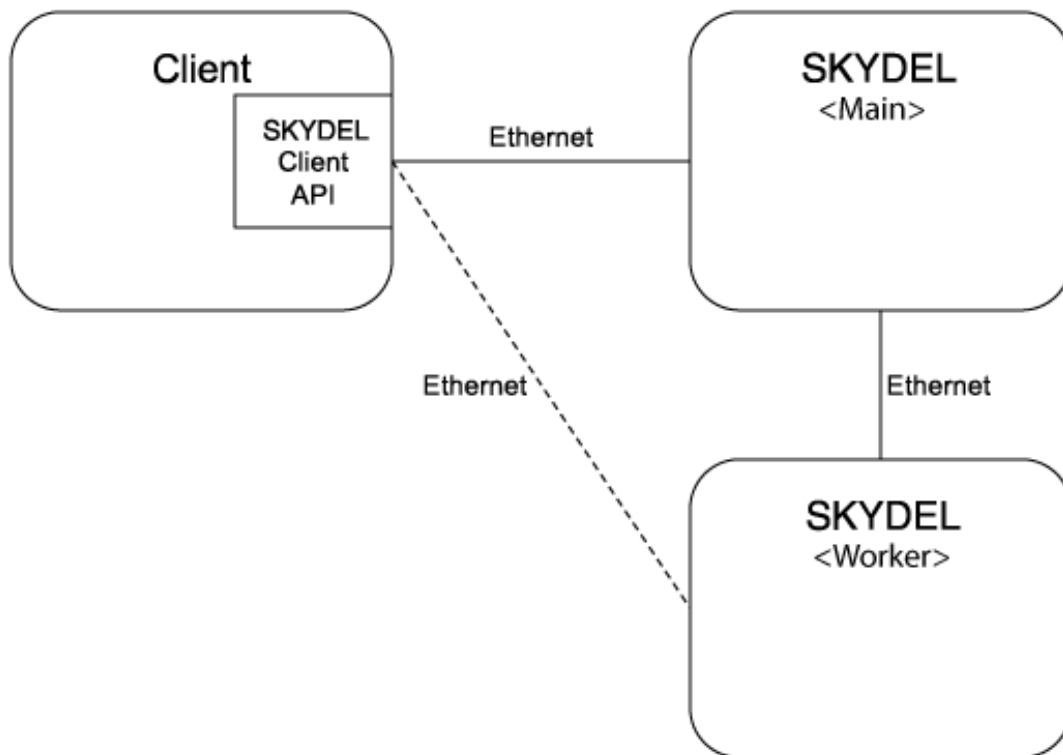 Client
SKYDEL
Client
API
Ethernet
SKYDEL
<Main>
Ethernet
Ethernet
SKYDEL
<Worker>